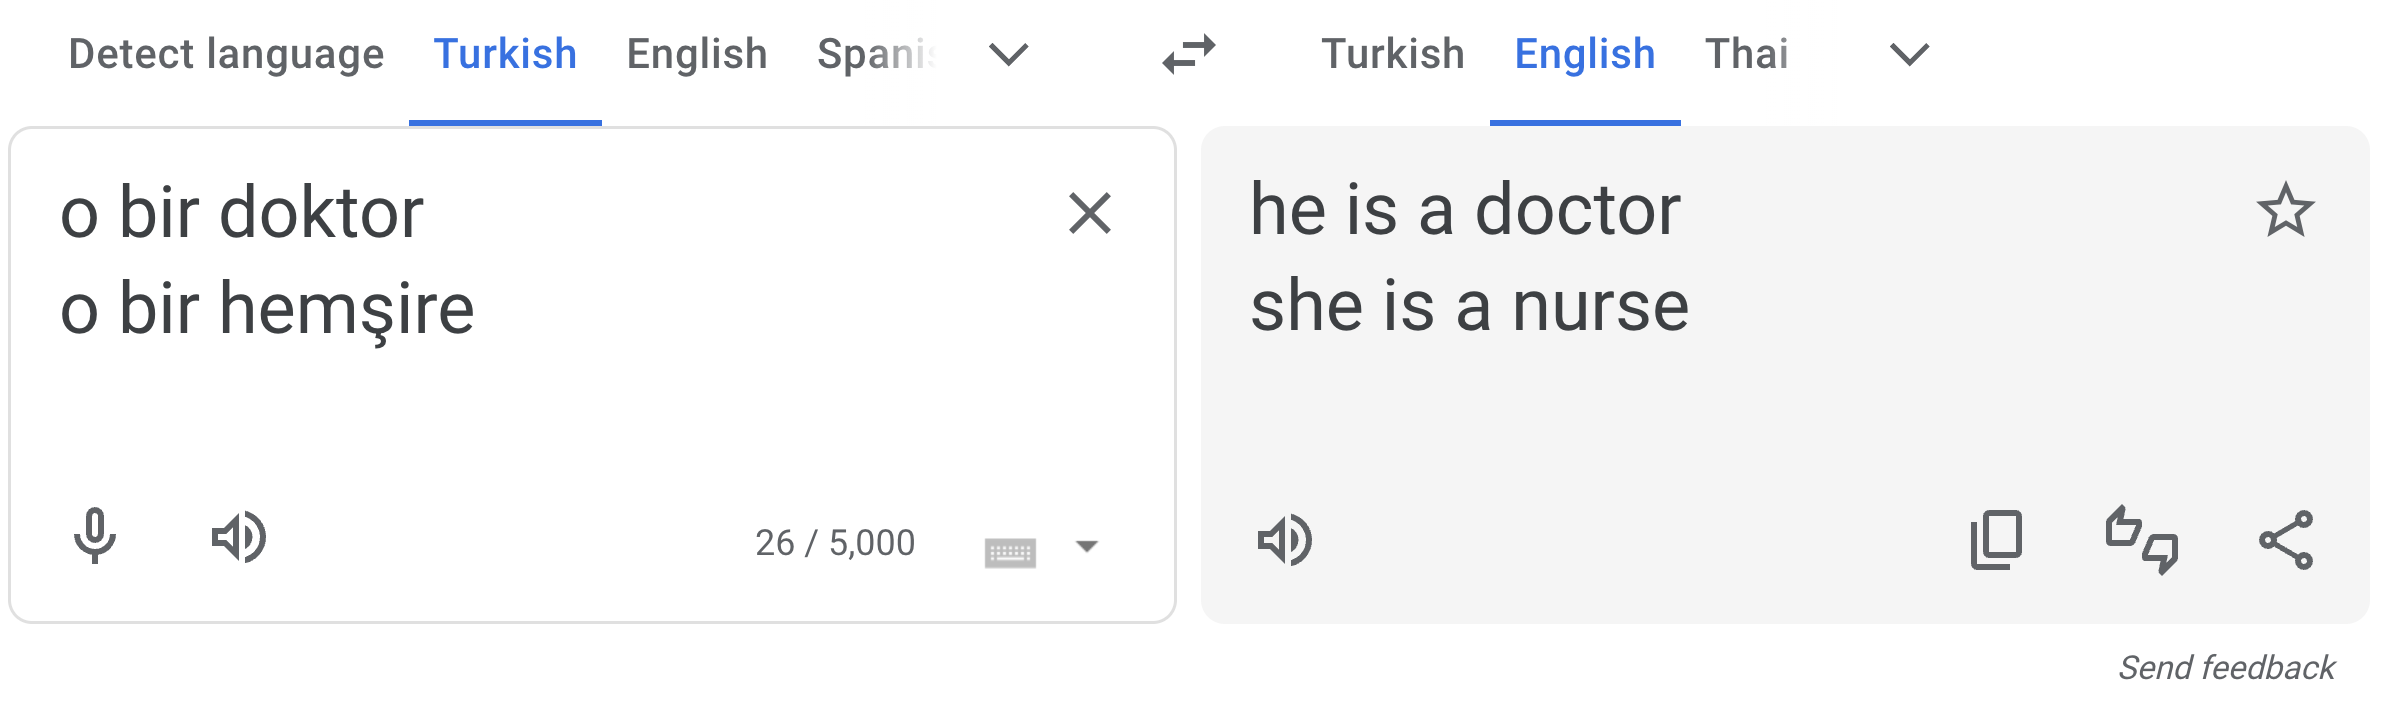 Detect language Turkish English Spanis Turkish English Thai
o bir doktor
o bir hemşire
26 / 5,000
he is a doctor
she is a nurse
Send feedback